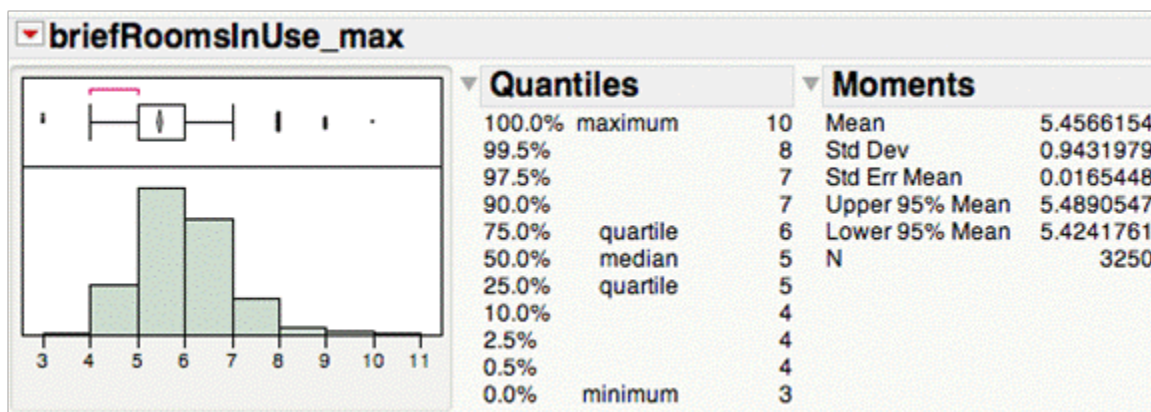 briefRoomsInUse_max
3 4 5 6 7 8 9 10 11
Quantiles
100.0% maximum 10
99.5% 8
97.5% 7
90.0% 7
75.0% quartile 6
50.0% median 5
25.0% quartile 5
10.0% 4
2.5% 4
0.5% 4
0.0% minimum 3
Moments
Mean 5.4566154
Std Dev 0.9431979
Std Err Mean 0.0165448
Upper 95% Mean 5.4890547
Lower 95% Mean 5.4241761
N 3250